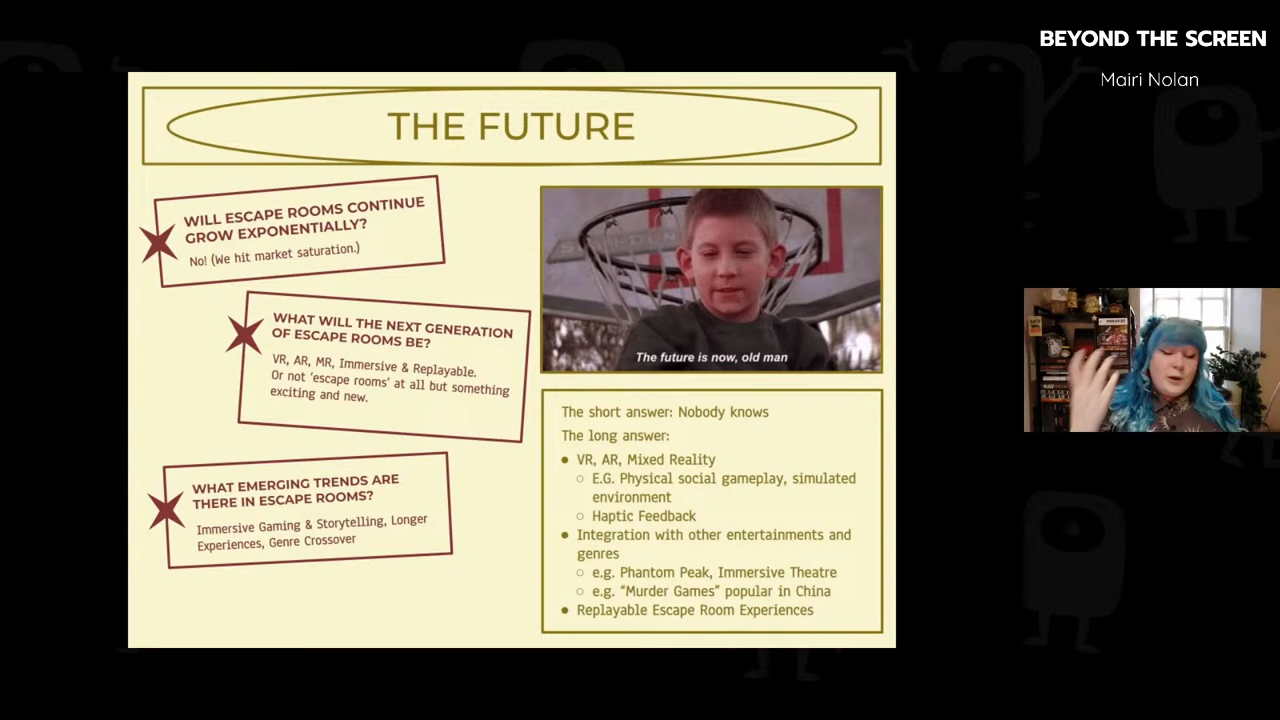 BEYOND THE SCREEN
Mairi Nolan
THE FUTURE
WILL ESCAPE ROOMS CONTINUE
GROW EXPONENTIALLY?
No! (We hit market saturation.)
WHAT WILL THE NEXT GENERATION
OF ESCAPE ROOMS BE?
VR, AR, MR, Immersive & Replayable.
Or not 'escape rooms' at all but something
exciting and new.
WHAT EMERGING TRENDS ARE
THERE IN ESCAPE ROOMS?
Immersive Gaming & Storytelling, Longer
Experiences, Genre Crossover
The future is now, old man
The short answer: Nobody knows
The long answer:
● VR, AR, Mixed Reality
○ E.G. Physical social gameplay, simulated
environment
○ Haptic Feedback
● Integration with other entertainments and
genres
○ e.g. Phantom Peak, Immersive Theatre
○ e.g. "Murder Games" popular in China
● Replayable Escape Room Experiences